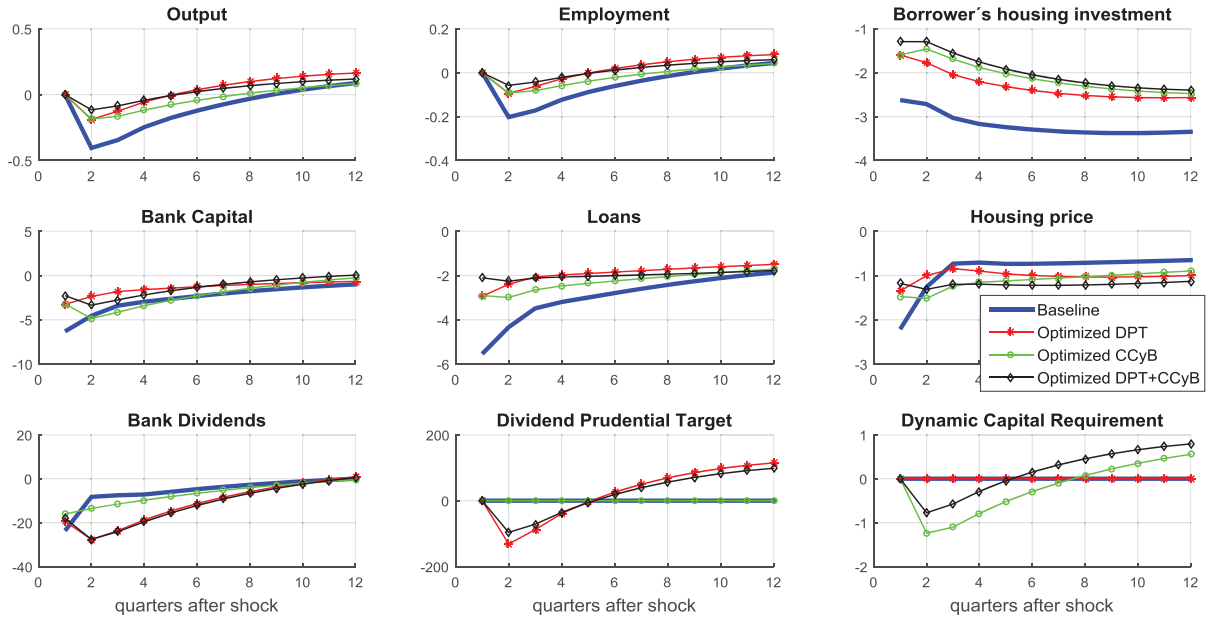 Output
0.5
0
-0.5
0 2 4 6 8 10 12
Employment
0.2
0
-0.2
-0.4
0 2 4 6 8 10 12
Borrower´s housing investment
-1
-2
-3
-4
0 2 4 6 8 10 12
Bank Capital
5
0
-5
-10
0 2 4 6 8 10 12
Loans
0
-2
-4
-6
0 2 4 6 8 10 12
Housing price
0
-1
-2
-3
0 2 4 6 8 10 12
Baseline
Optimized DPT
Optimized CCyB
Optimized DPT+CCyB
Bank Dividends
20
0
-20
-40
0 2 4 6 8 10 12
quarters after shock
Dividend Prudential Target
200
0
-200
0 2 4 6 8 10 12
quarters after shock
Dynamic Capital Requirement
1
0
-1
-2
0 2 4 6 8 10 12
quarters after shock